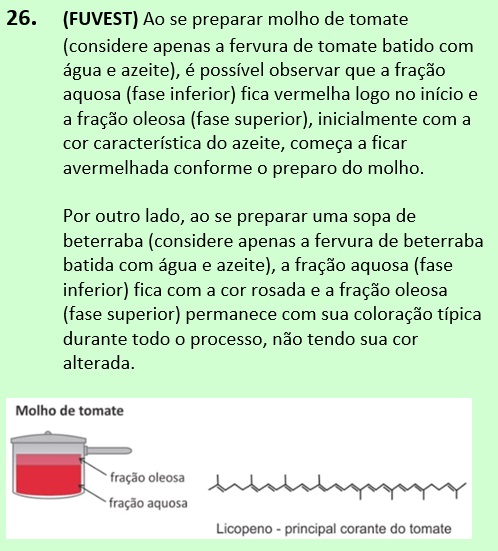 26. (FUVEST) Ao se preparar molho de tomate
(considere apenas a fervura de tomate batido com
água e azeite), é possível observar que a fração
aquosa (fase inferior) fica vermelha logo no início e
a fração oleosa (fase superior), inicialmente com a
cor característica do azeite, começa a ficar
avermelhada conforme o preparo do molho.
Por outro lado, ao se preparar uma sopa de
beterraba (considere apenas a fervura de beterraba
batida com água e azeite), a fração aquosa (fase
inferior) fica com a cor rosada e a fração oleosa
(fase superior) permanece com sua coloração típica
durante todo o processo, não tendo sua cor
alterada.
Molho de tomate
fração oleosa
fração aquosa
Licopeno - principal corante do tomate